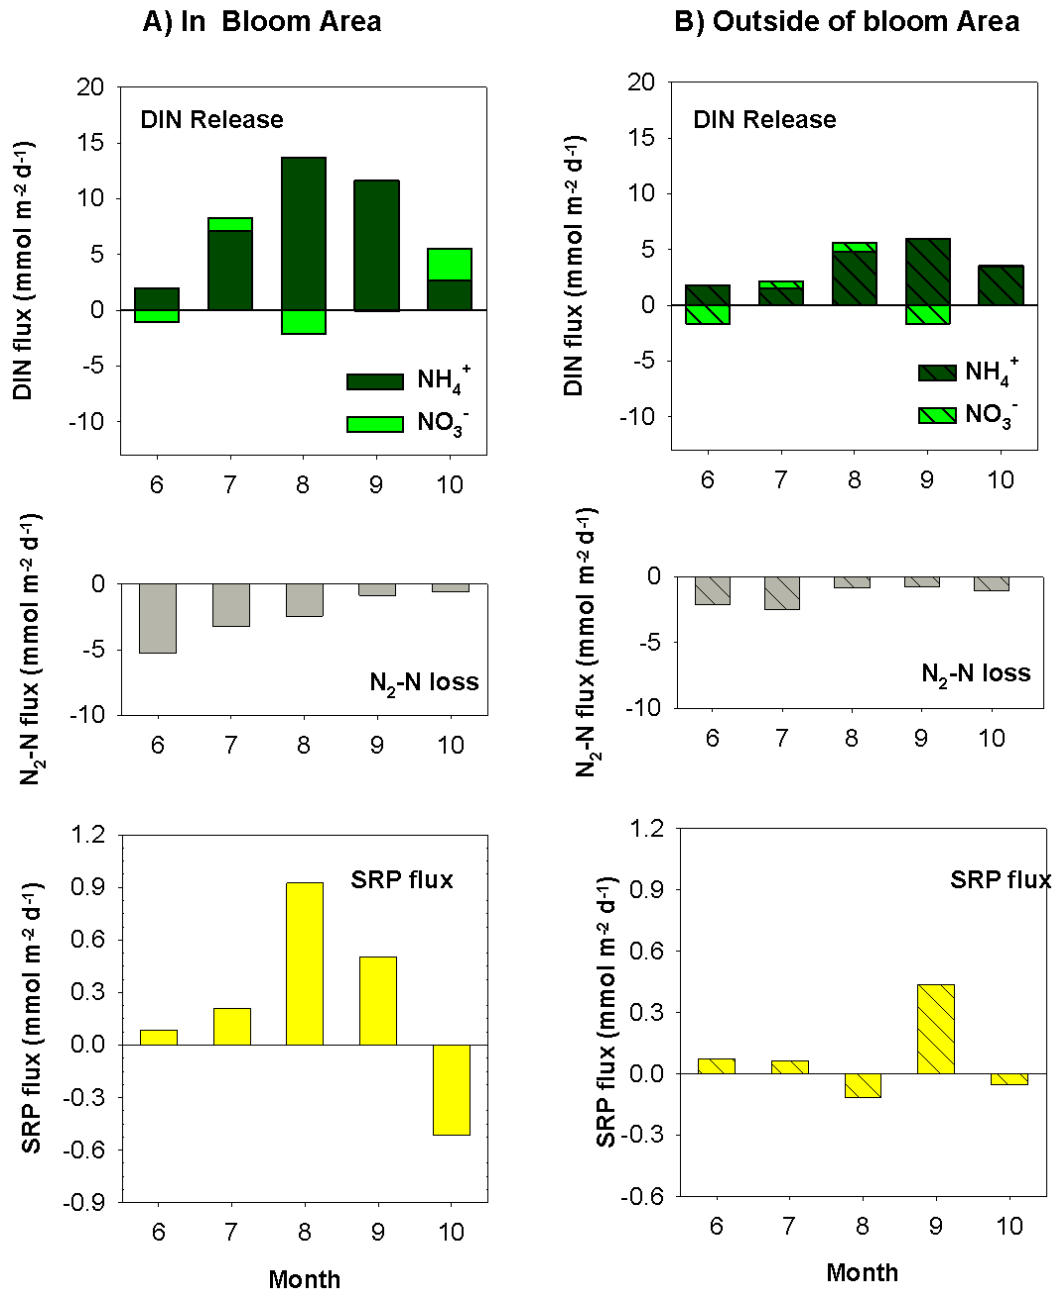 A) In  Bloom Area
DIN flux (mmol m⁻² d⁻¹)
20
15
10
5
0
-5
-10
DIN Release
NH₄⁺
NO₃⁻
6 7 8 9 10
N₂-N flux (mmol m⁻² d⁻¹)
0
-5
-10
N₂-N loss
6 7 8 9 10
SRP flux (mmol m⁻² d⁻¹)
1.2
0.9
0.6
0.3
0.0
-0.3
-0.6
-0.9
SRP flux
6 7 8 9 10
Month
B) Outside of bloom Area
DIN flux (mmol m⁻² d⁻¹)
20
15
10
5
0
-5
-10
DIN Release
NH₄⁺
NO₃⁻
6 7 8 9 10
N₂-N flux (mmol m⁻² d⁻¹)
0
-5
-10
N₂-N loss
6 7 8 9 10
SRP flux (mmol m⁻² d⁻¹)
1.2
0.9
0.6
0.3
0.0
-0.3
-0.6
SRP flux
6 7 8 9 10
Month